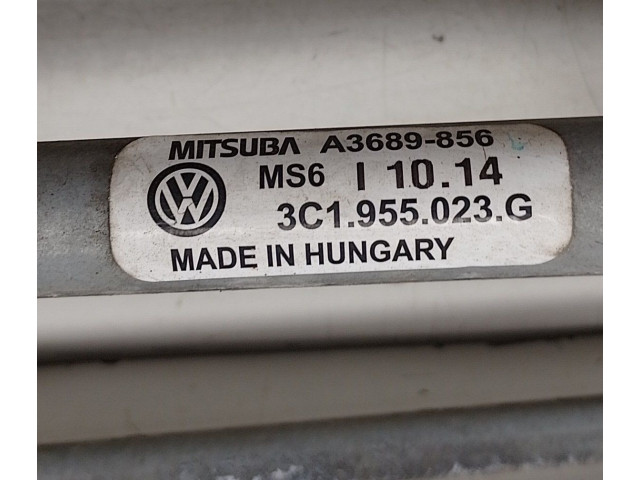 MITSUBA A3689-856
MS6 I 10.14
3C1.955.023.G
MADE IN HUNGARY